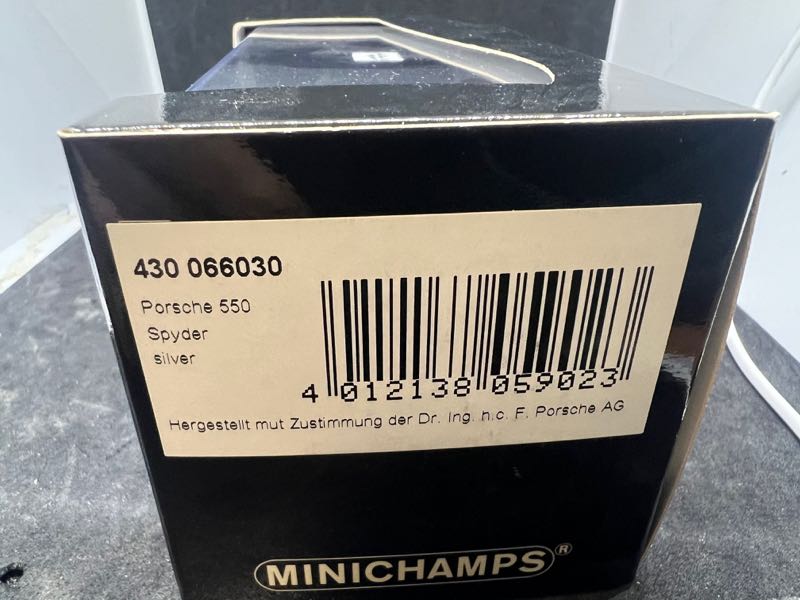 430 066030
Porsche 550
Spyder
silver
4 012138 059023
Hergestellt mut Zustimmung der Dr. Ing. h.c. F. Porsche AG
MINICHAMPS®